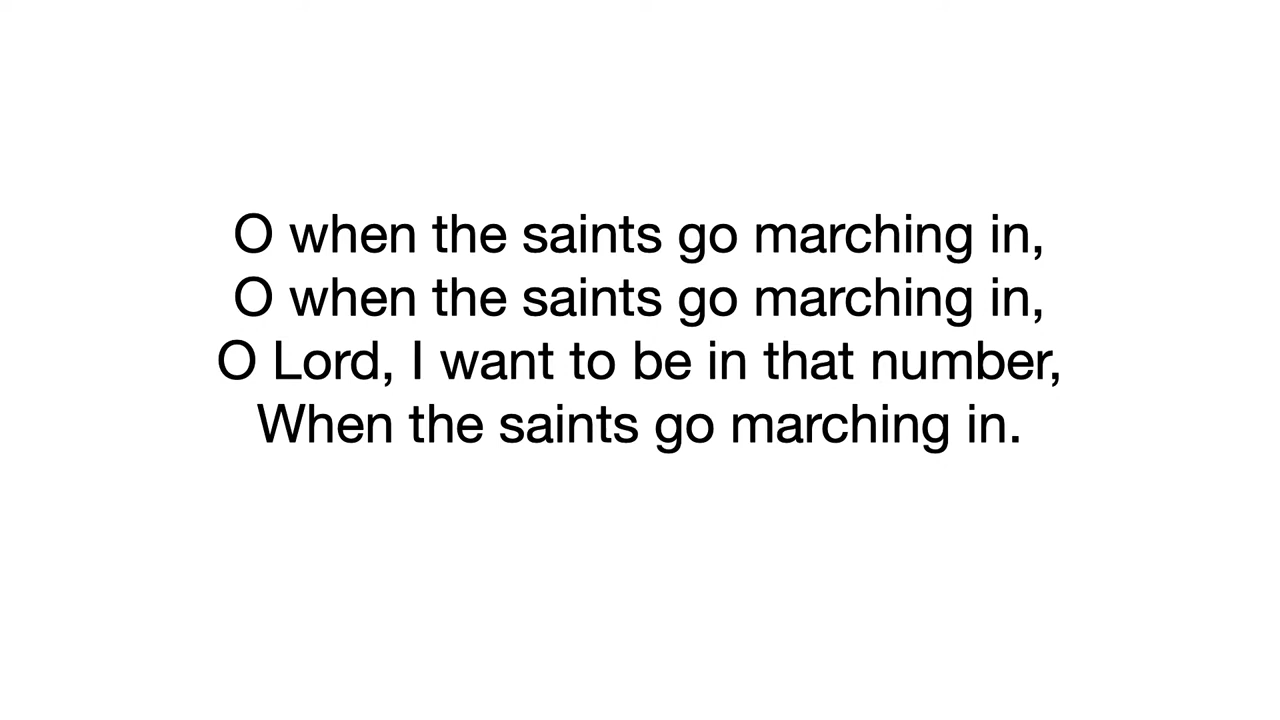 O when the saints go marching in,
O when the saints go marching in,
O Lord, I want to be in that number,
When the saints go marching in.